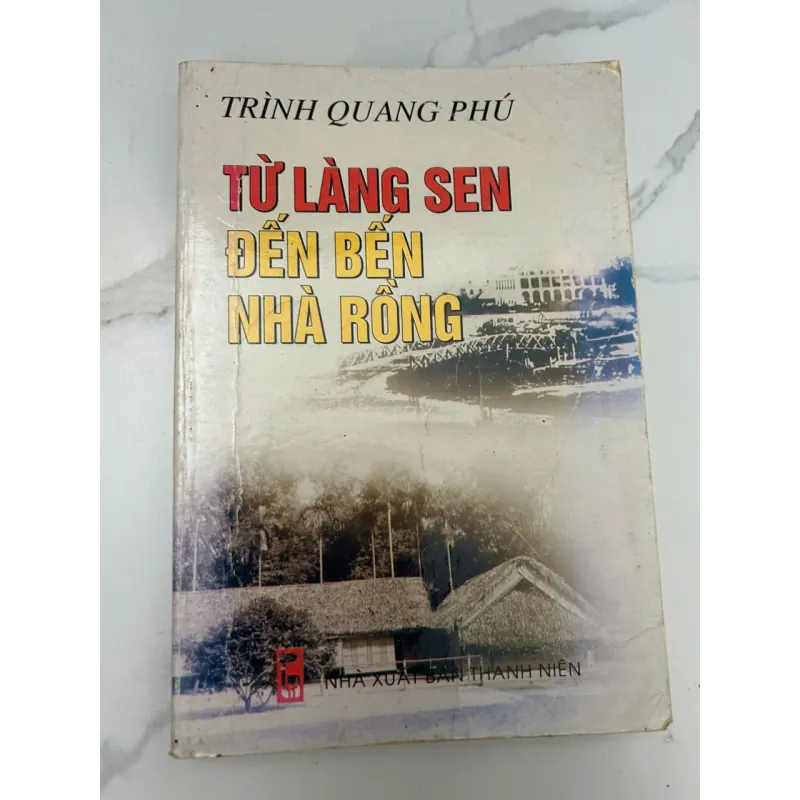 TRÌNH QUANG PHÚ
TỪ LÀNG SEN
ĐẾN BẾN
NHÀ RỒNG
NHÀ XUẤT BẢN THANH NIÊN